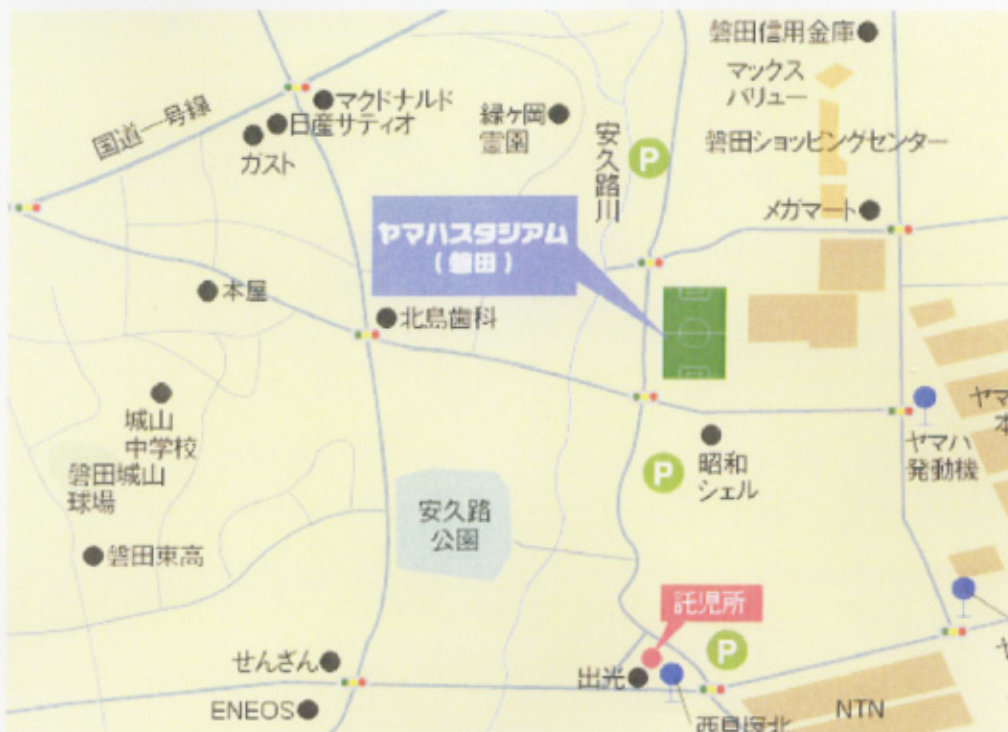 磐田信用金庫
マックス
バリュー
マクドナルド
日産サティオ
緑ヶ岡
霊園
国道一号線
ガスト
安久路川
P
磐田ショッピングセンター
メガマート
ヤマハスタジアム
(磐田)
本屋
北島歯科
城山
中学校
磐田城山
球場
昭和
シェル
ヤマハ
発動機
P
安久路
公園
磐田東高
託児所
P
せんざん
出光
ENEOS
西貝塚北
NTN